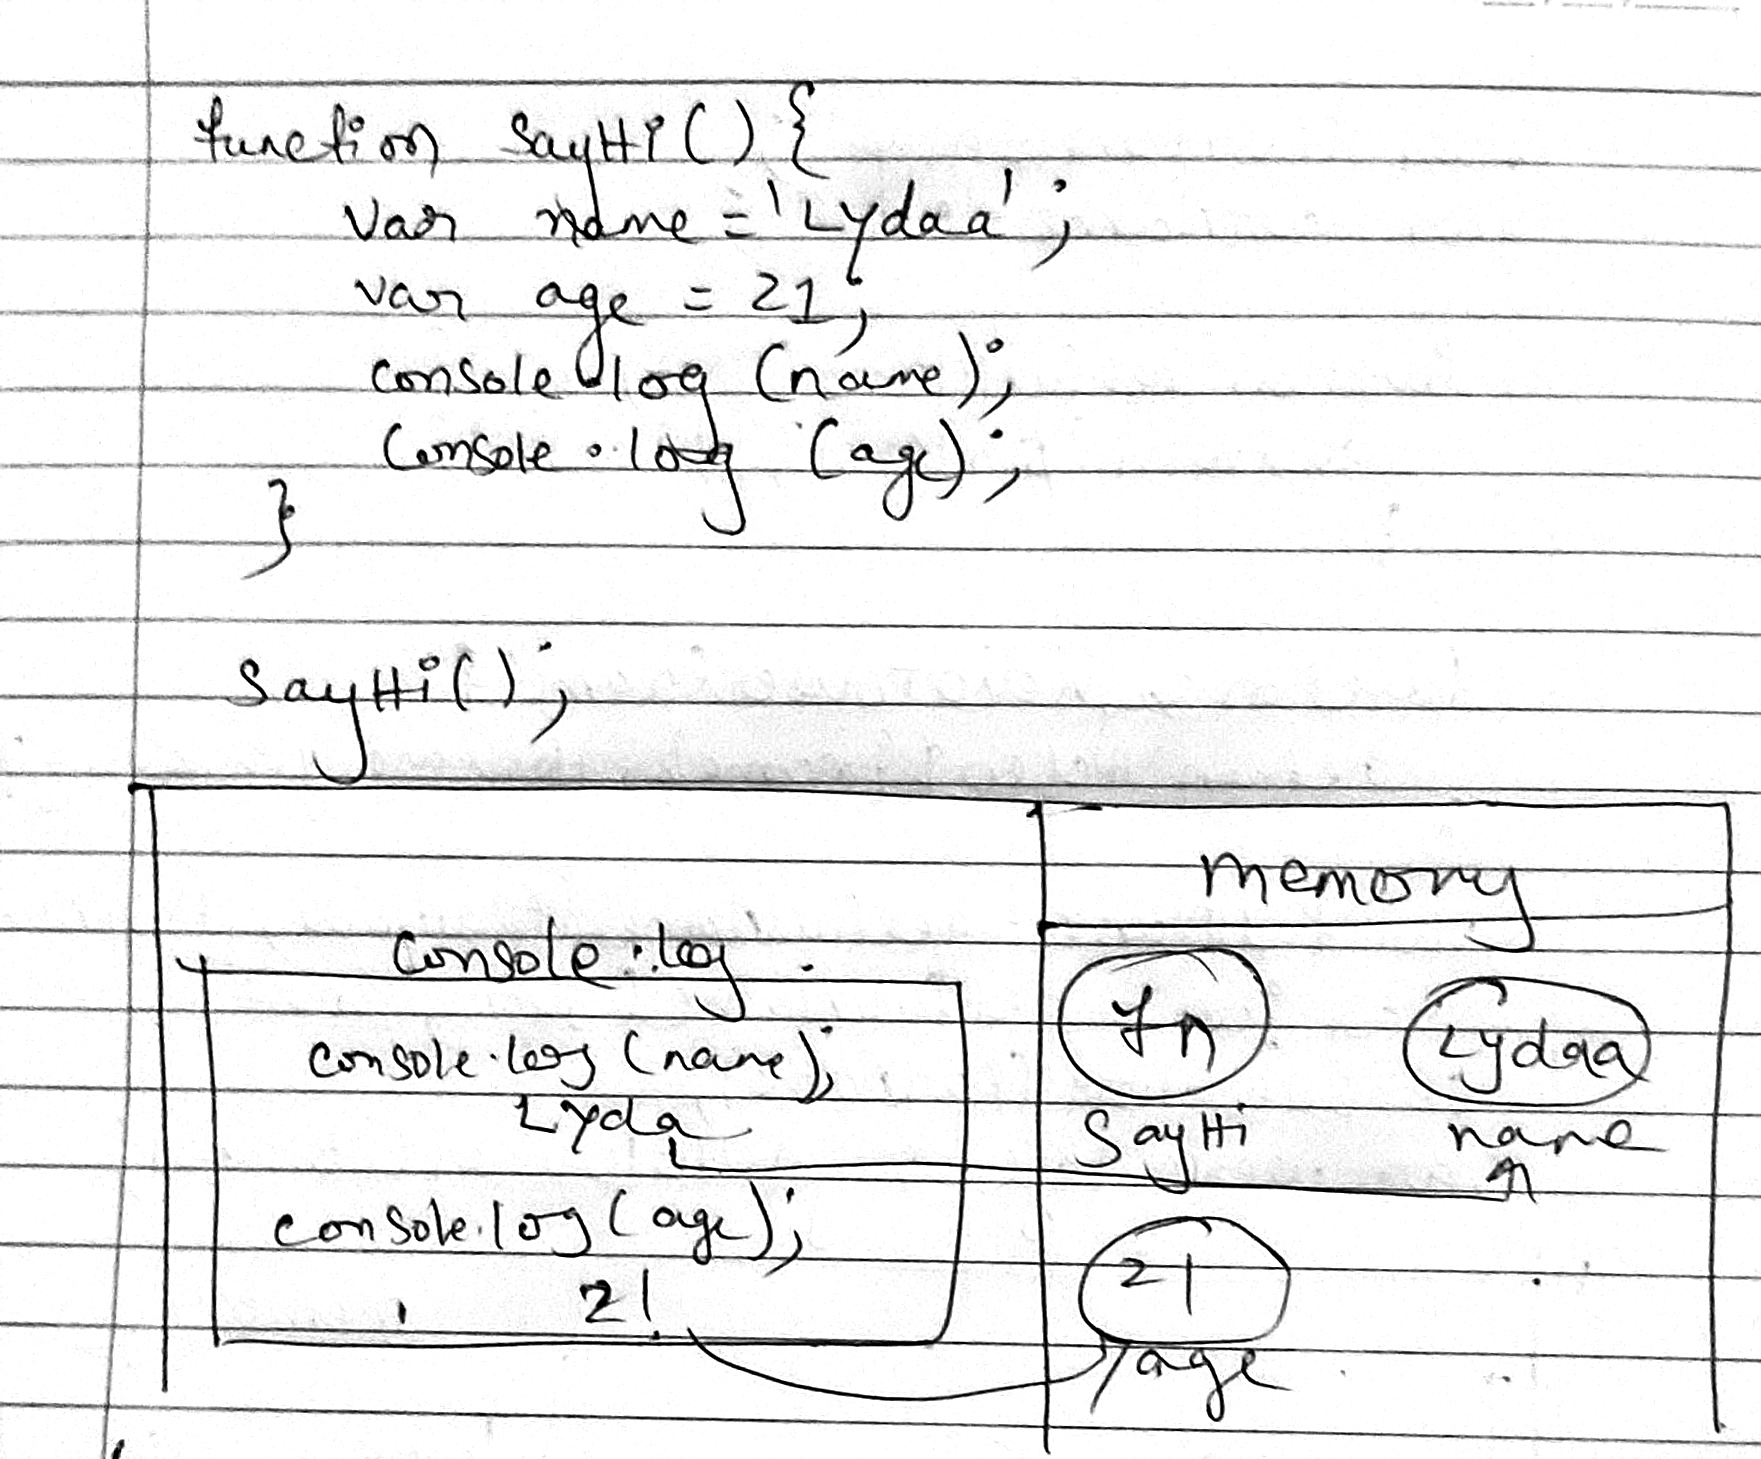 function SayHi() {
var name = 'Lydaa';
var age = 21;
console.log (name);
Console.log (age);
}
SayHi();
memory
Console.log
fn
Lydaa
console.log (name);
Lyda
SayHi
name
console.log (age);
21
21
age